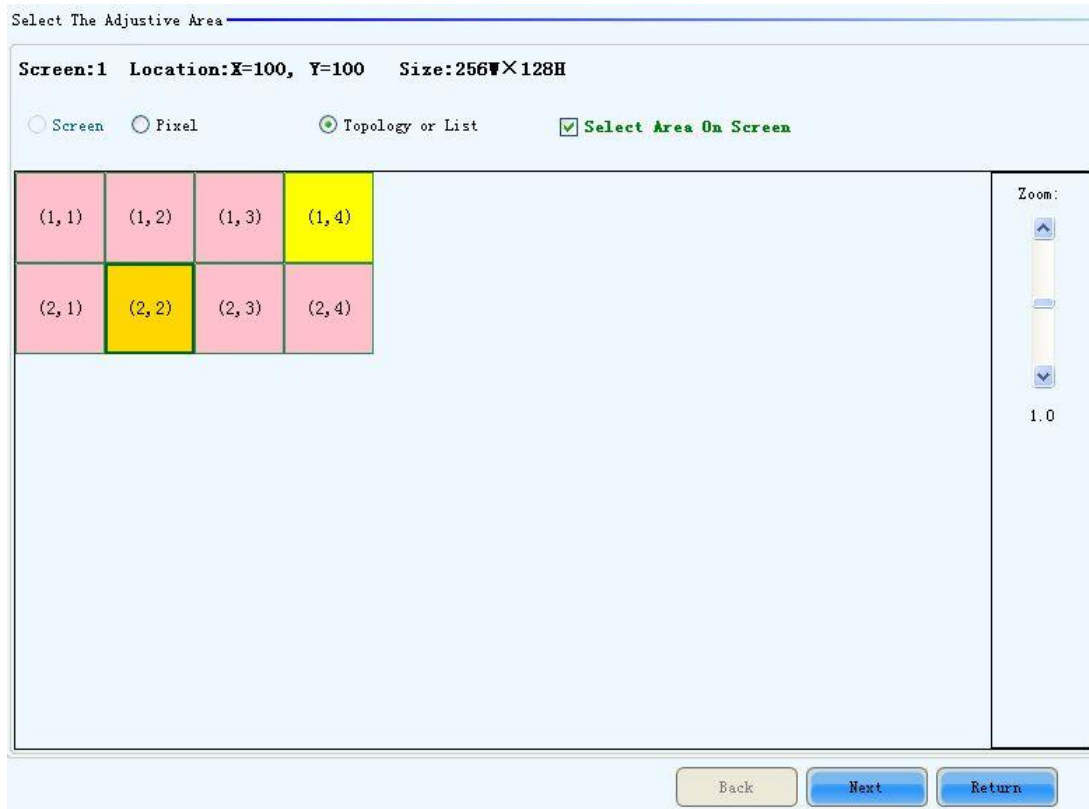 Select The Adjustive Area
Screen:1 Location:X=100, Y=100 Size:256W×128H
Screen Pixel Topology or List Select Area On Screen
Zoom:
(1,1) (1,2) (1,3) (1,4)
(2,1) (2,2) (2,3) (2,4)
1.0
Back Next Return